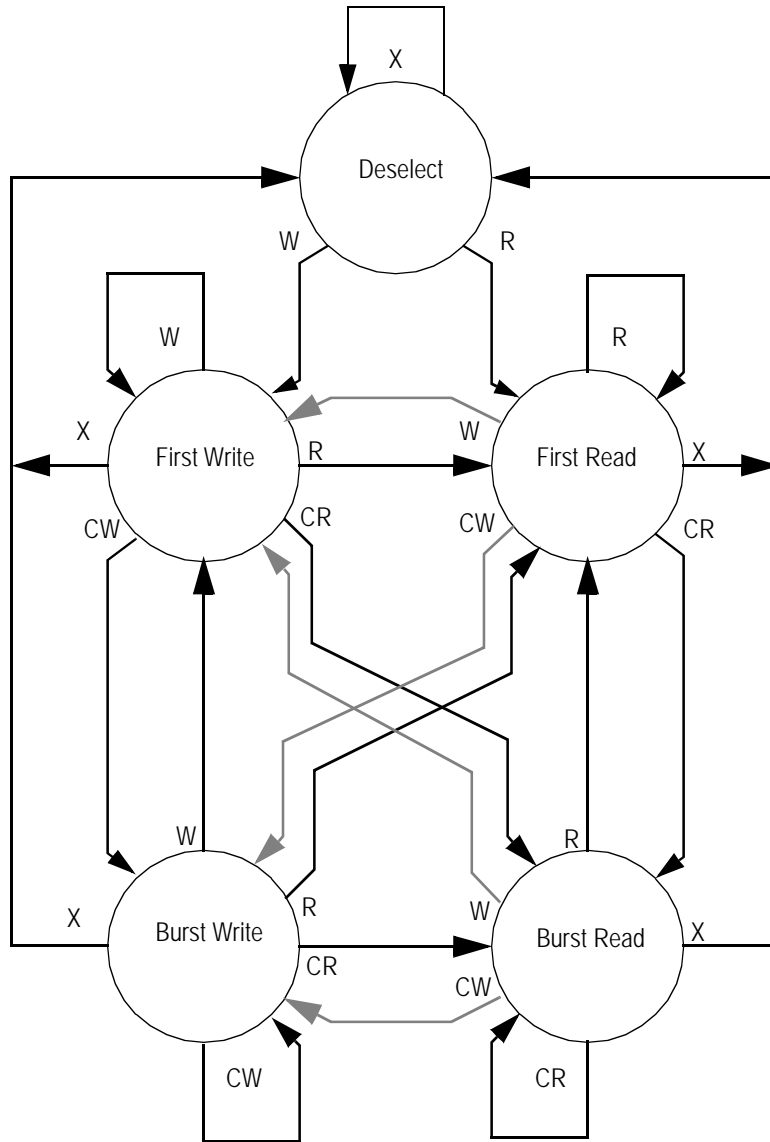 X
Deselect
W
R
W
R
X
W
First Write
R
First Read
X
CW
CR
CW
CR
W
R
X
R
W
X
Burst Write
Burst Read
CR
CW
CW
CR